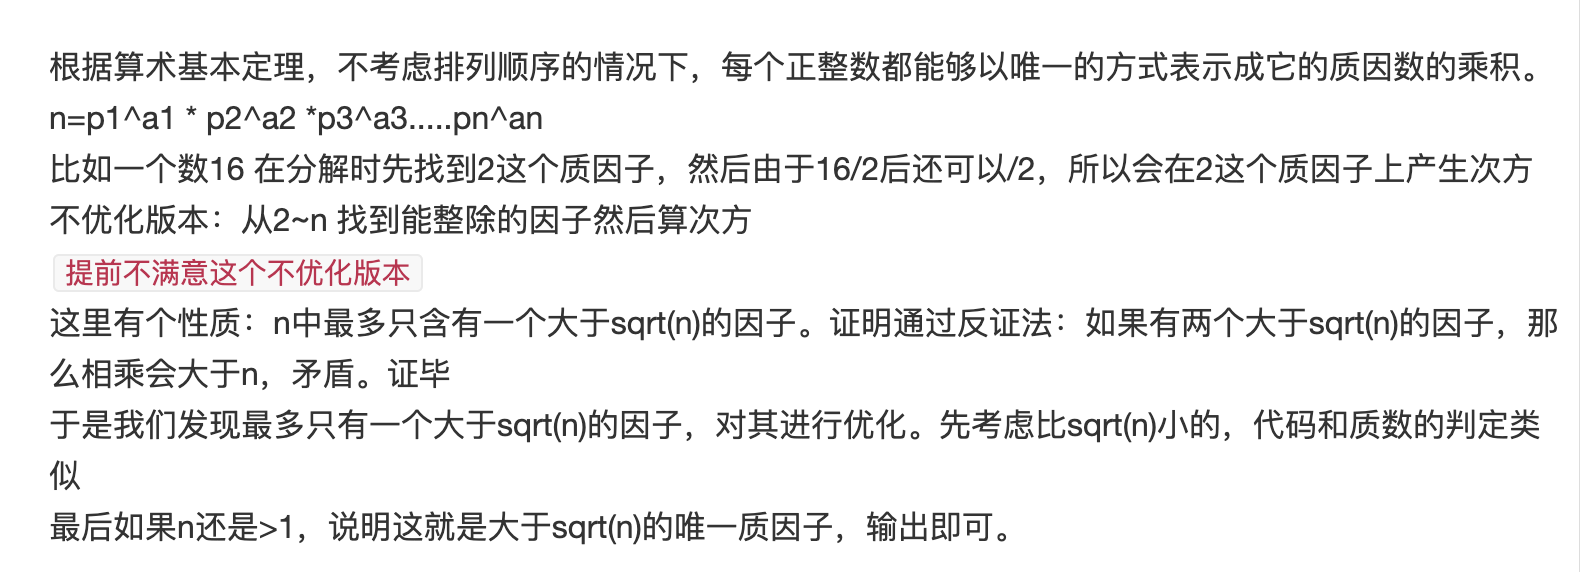 根据算术基本定理，不考虑排列顺序的情况下，每个正整数都能够以唯一的方式表示成它的质因数的乘积。
n=p1^a1 * p2^a2 *p3^a3.....pn^an
比如一个数16 在分解时先找到2这个质因子，然后由于16/2后还可以/2，所以会在2这个质因子上产生次方
不优化版本：从2~n 找到能整除的因子然后算次方
提前不满意这个不优化版本
这里有个性质：n中最多只含有一个大于sqrt(n)的因子。证明通过反证法：如果有两个大于sqrt(n)的因子，那
么相乘会大于n，矛盾。证毕
于是我们发现最多只有一个大于sqrt(n)的因子，对其进行优化。先考虑比sqrt(n)小的，代码和质数的判定类
似
最后如果n还是>1，说明这就是大于sqrt(n)的唯一质因子，输出即可。